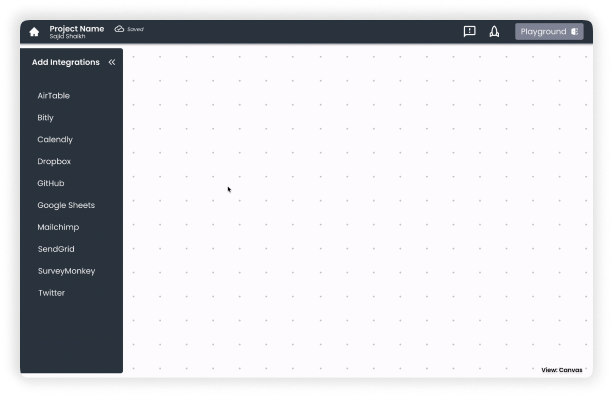 Project Name
Sajid Shaikh
Saved
Playground
Add Integrations
AirTable
Bitly
Calendly
Dropbox
GitHub
Google Sheets
Mailchimp
SendGrid
SurveyMonkey
Twitter
View: Canvas